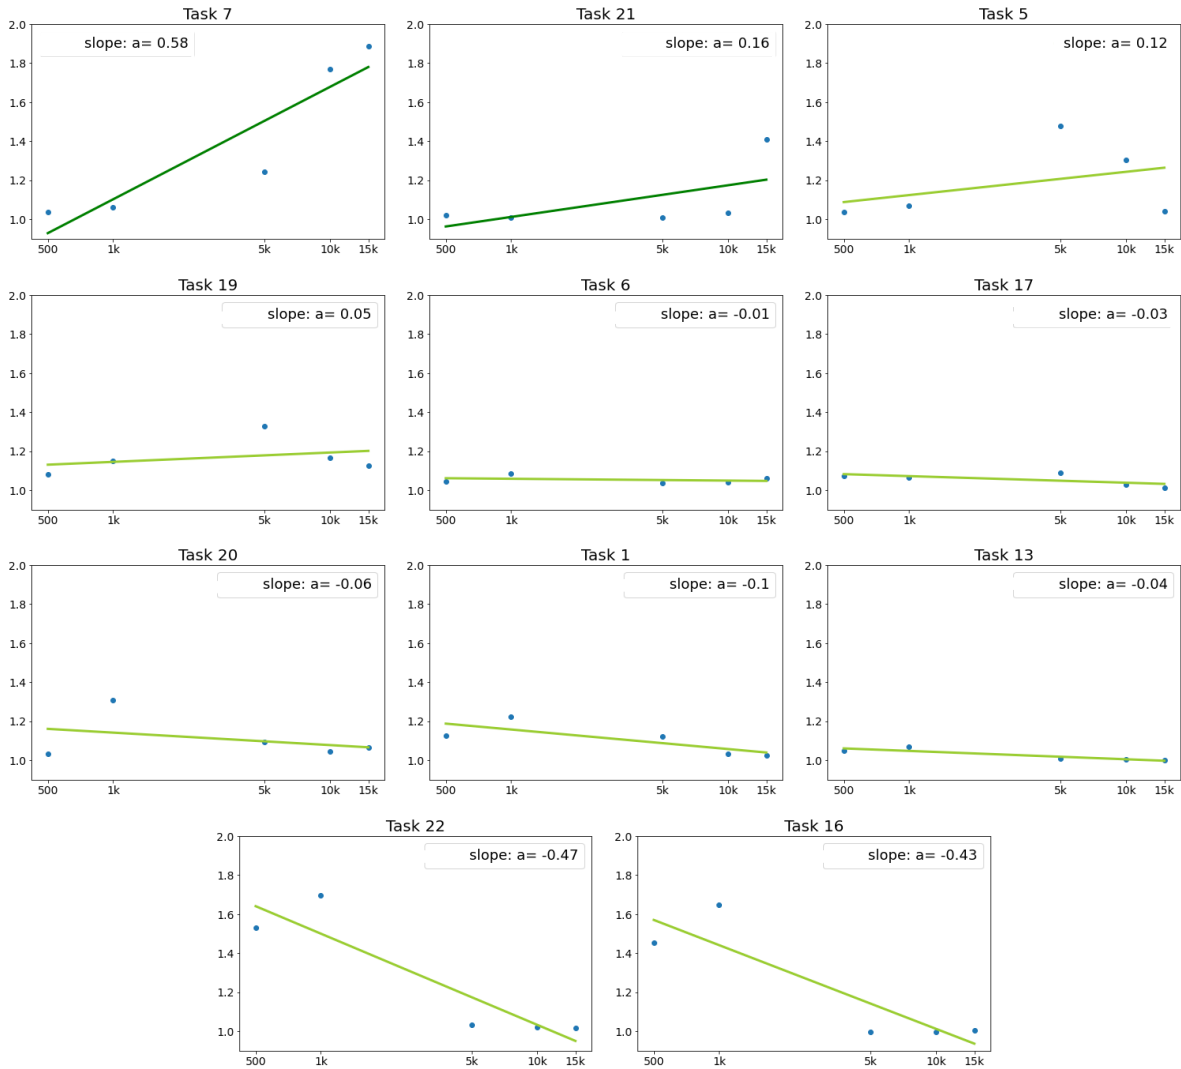 Task 7
slope: a= 0.58
2.0
1.8
1.6
1.4
1.2
1.0
500 1k 5k 10k 15k
Task 21
slope: a= 0.16
2.0
1.8
1.6
1.4
1.2
1.0
500 1k 5k 10k 15k
Task 5
slope: a= 0.12
2.0
1.8
1.6
1.4
1.2
1.0
500 1k 5k 10k 15k
Task 19
slope: a= 0.05
2.0
1.8
1.6
1.4
1.2
1.0
500 1k 5k 10k 15k
Task 6
slope: a= -0.01
2.0
1.8
1.6
1.4
1.2
1.0
500 1k 5k 10k 15k
Task 17
slope: a= -0.03
2.0
1.8
1.6
1.4
1.2
1.0
500 1k 5k 10k 15k
Task 20
slope: a= -0.06
2.0
1.8
1.6
1.4
1.2
1.0
500 1k 5k 10k 15k
Task 1
slope: a= -0.1
2.0
1.8
1.6
1.4
1.2
1.0
500 1k 5k 10k 15k
Task 13
slope: a= -0.04
2.0
1.8
1.6
1.4
1.2
1.0
500 1k 5k 10k 15k
Task 22
slope: a= -0.47
2.0
1.8
1.6
1.4
1.2
1.0
500 1k 5k 10k 15k
Task 16
slope: a= -0.43
2.0
1.8
1.6
1.4
1.2
1.0
500 1k 5k 10k 15k